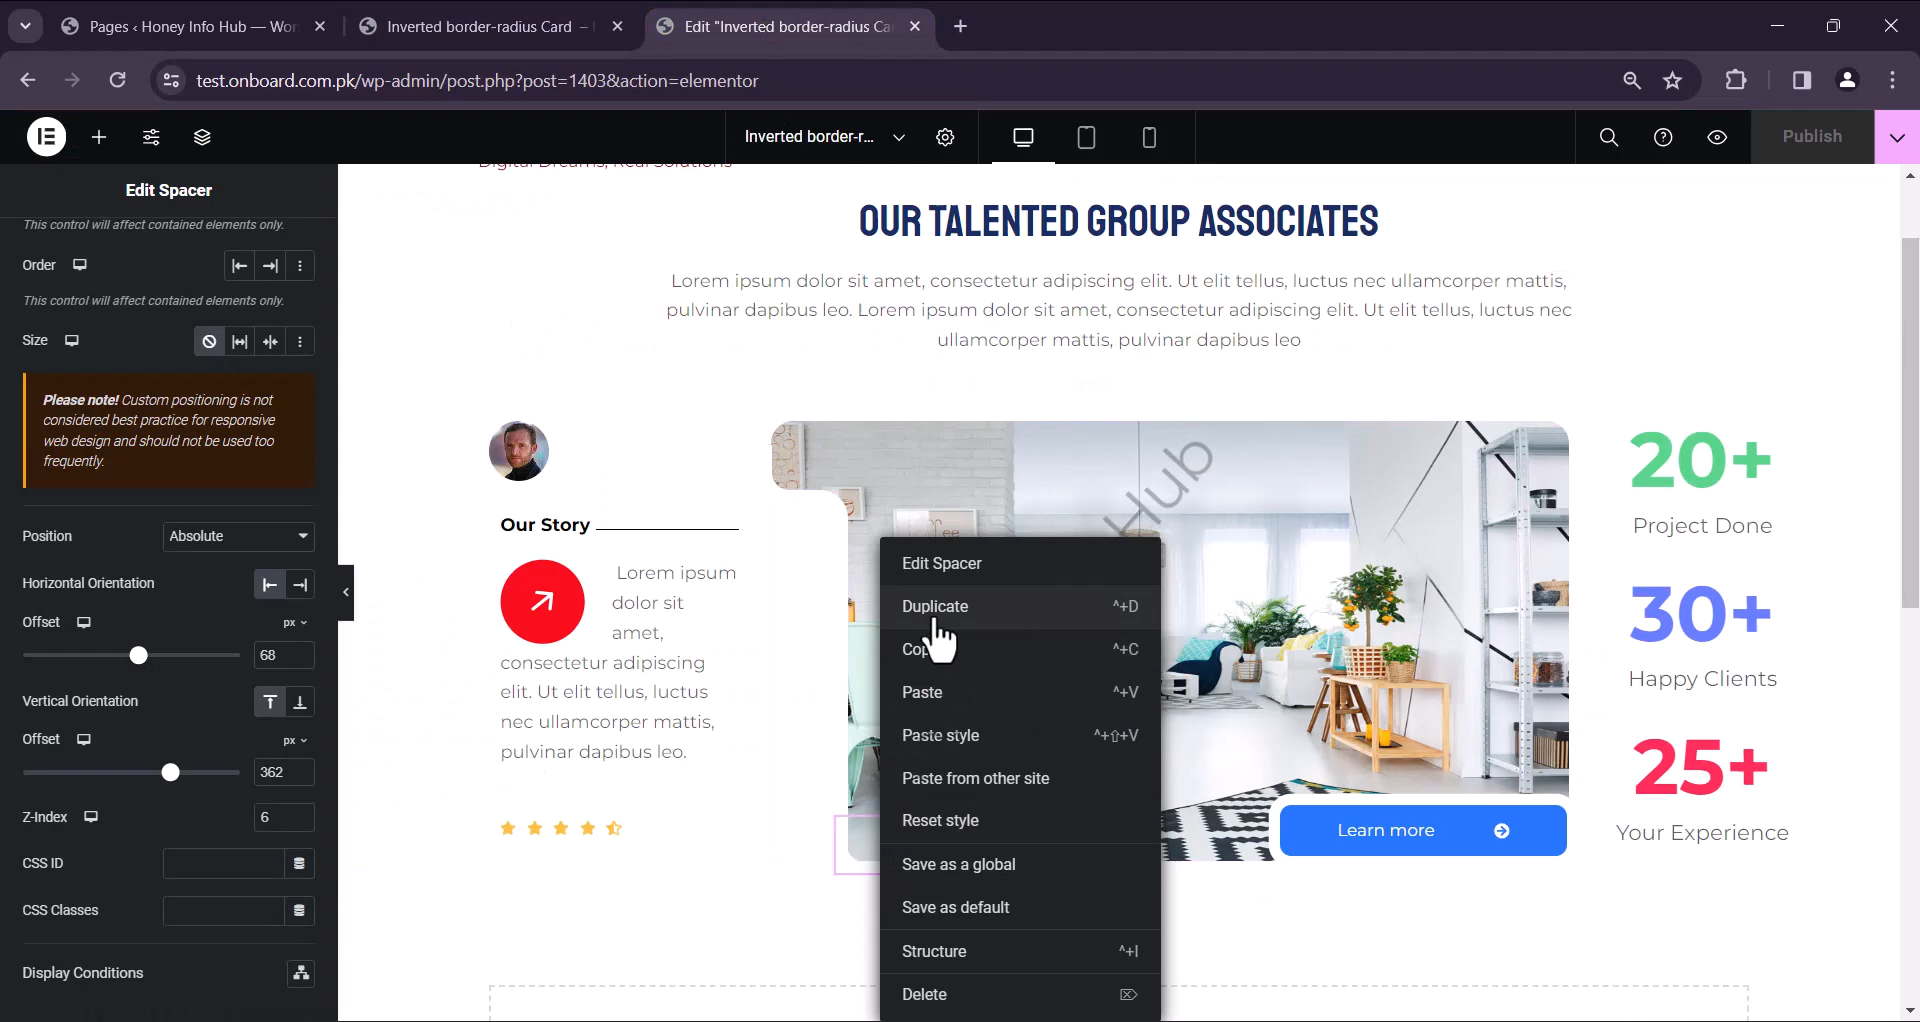 Pages ‹ Honey Info Hub — Wor
Inverted border-radius Card –
Edit "Inverted border-radius Ca
test.onboard.com.pk/wp-admin/post.php?post=1403&action=elementor
Inverted border-r...
Publish
Edit Spacer
This control will affect contained elements only.
Order
This control will affect contained elements only.
Size
Please note! Custom positioning is not
considered best practice for responsive
web design and should not be used too
frequently.
Position
Absolute
Horizontal Orientation
Offset
px
68
Vertical Orientation
Offset
px
362
Z-Index
6
CSS ID
CSS Classes
Display Conditions
Digital Dreams, Real Solutions
OUR TALENTED GROUP ASSOCIATES
Lorem ipsum dolor sit amet, consectetur adipiscing elit. Ut elit tellus, luctus nec ullamcorper mattis,
pulvinar dapibus leo. Lorem ipsum dolor sit amet, consectetur adipiscing elit. Ut elit tellus, luctus nec
ullamcorper mattis, pulvinar dapibus leo
Our Story
Lorem ipsum
dolor sit
amet,
consectetur adipiscing
elit. Ut elit tellus, luctus
nec ullamcorper mattis,
pulvinar dapibus leo.
Hub
Edit Spacer
Duplicate ^+D
Cop ^+C
Paste ^+V
Paste style ^+⇧+V
Paste from other site
Reset style
Save as a global
Save as default
Structure ^+I
Delete ⌦
Learn more
20+
Project Done
30+
Happy Clients
25+
Your Experience